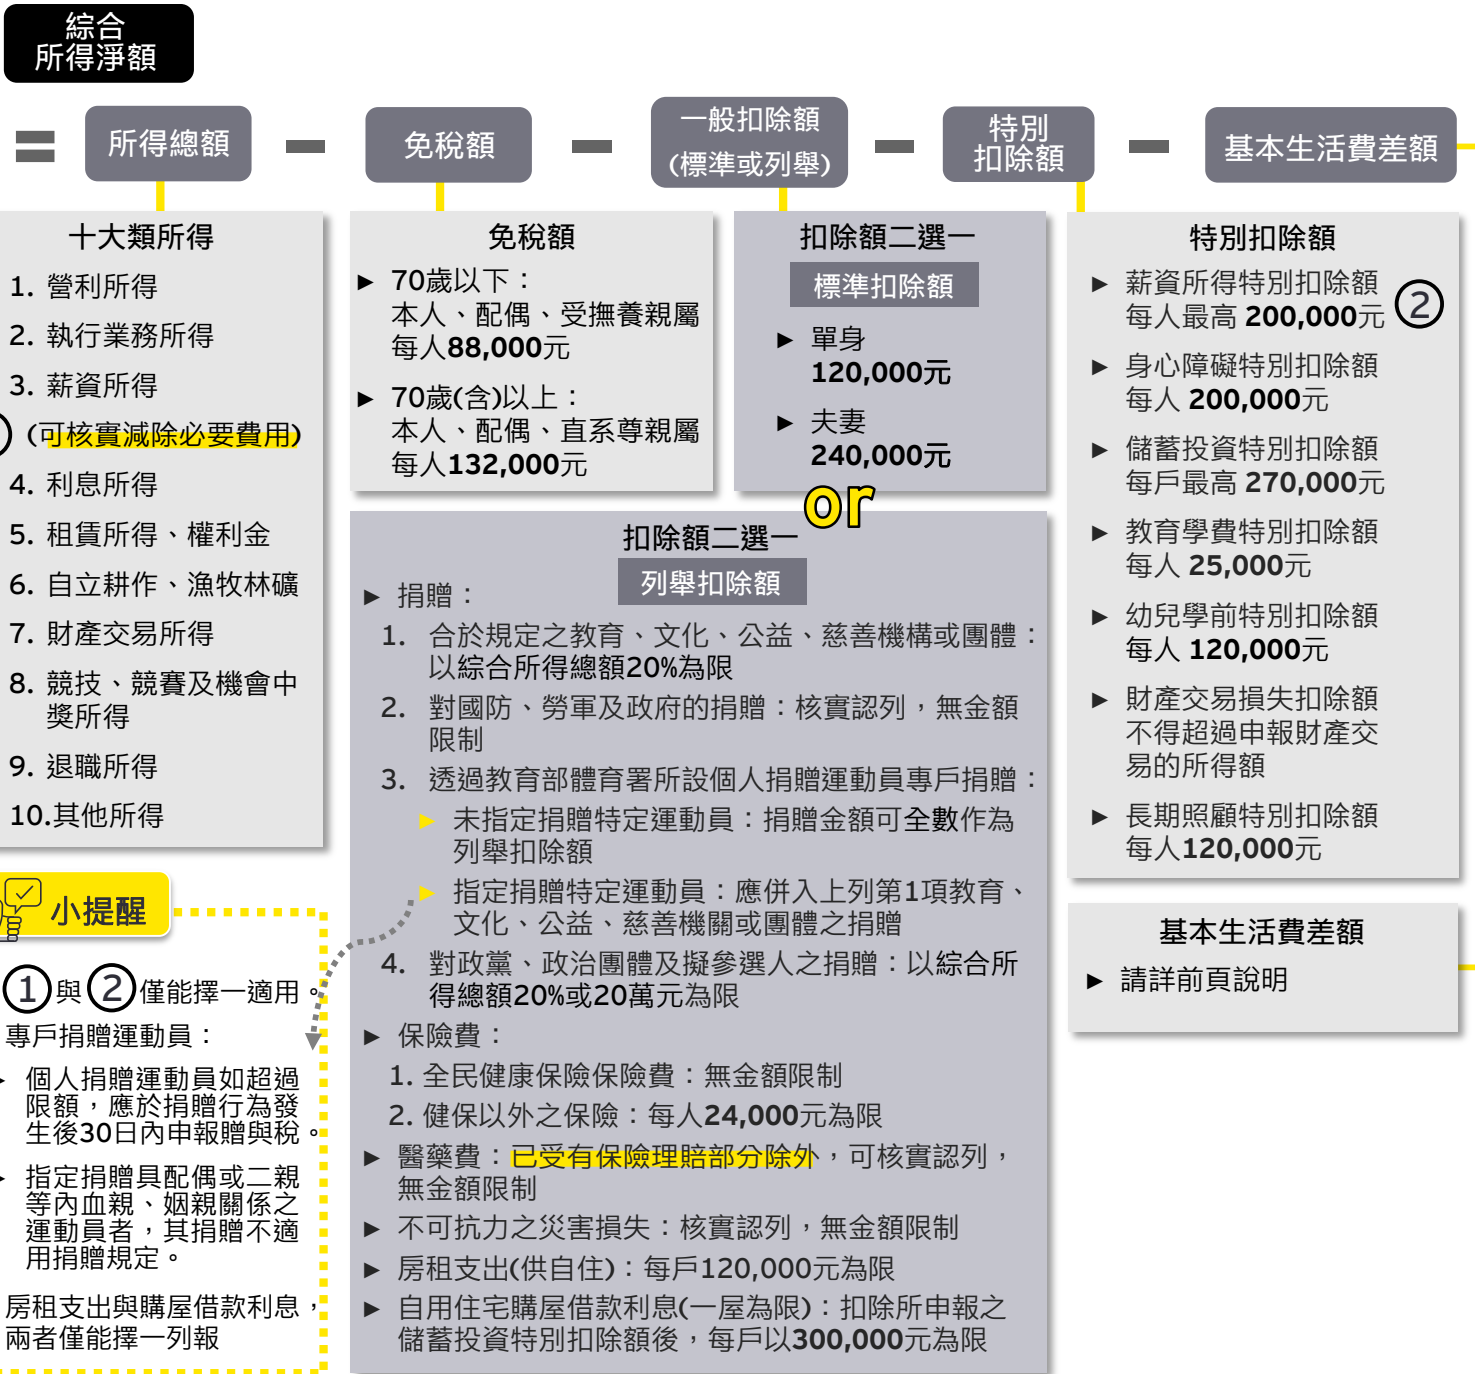 綜合
所得淨額
=
所得總額
免稅額
一般扣除額
(標準或列舉)
特別
扣除額
基本生活費差額
十大類所得
1. 營利所得
2. 執行業務所得
3. 薪資所得
(可核實減除必要費用)
4. 利息所得
5. 租賃所得、權利金
6. 自立耕作、漁牧林礦
7. 財產交易所得
8. 競技、競賽及機會中
獎所得
9. 退職所得
10.其他所得
免稅額
► 70歲以下：
本人、配偶、受撫養親屬
每人88,000元
► 70歲(含)以上：
本人、配偶、直系尊親屬
每人132,000元
扣除額二選一
標準扣除額
► 單身
120,000元
► 夫妻
240,000元
or
扣除額二選一
列舉扣除額
► 捐贈：
1. 合於規定之教育、文化、公益、慈善機構或團體：
以綜合所得總額20%為限
2. 對國防、勞軍及政府的捐贈：核實認列，無金額
限制
3. 透過教育部體育署所設個人捐贈運動員專戶捐贈：
► 未指定捐贈特定運動員：捐贈金額可全數作為
列舉扣除額
► 指定捐贈特定運動員：應併入上列第1項教育、
文化、公益、慈善機關或團體之捐贈
4. 對政黨、政治團體及擬參選人之捐贈：以綜合所
得總額20%或20萬元為限
► 保險費：
1. 全民健康保險保險費：無金額限制
2. 健保以外之保險：每人24,000元為限
► 醫藥費：已受有保險理賠部分除外，可核實認列，
無金額限制
► 不可抗力之災害損失：核實認列，無金額限制
► 房租支出(供自住)：每戶120,000元為限
► 自用住宅購屋借款利息(一屋為限)：扣除所申報之
儲蓄投資特別扣除額後，每戶以300,000元為限
特別扣除額
► 薪資所得特別扣除額
每人最高 200,000元 ②
► 身心障礙特別扣除額
每人 200,000元
► 儲蓄投資特別扣除額
每戶最高 270,000元
► 教育學費特別扣除額
每人 25,000元
► 幼兒學前特別扣除額
每人 120,000元
► 財產交易損失扣除額
不得超過申報財產交
易的所得額
► 長期照顧特別扣除額
每人120,000元
基本生活費差額
► 請詳前頁說明
小提醒
①與②僅能擇一適用。
專戶捐贈運動員：
個人捐贈運動員如超過
限額，應於捐贈行為發
生後30日內申報贈與稅。
指定捐贈具配偶或二親
等內血親、姻親關係之
運動員者，其捐贈不適
用捐贈規定。
房租支出與購屋借款利息，
兩者僅能擇一列報